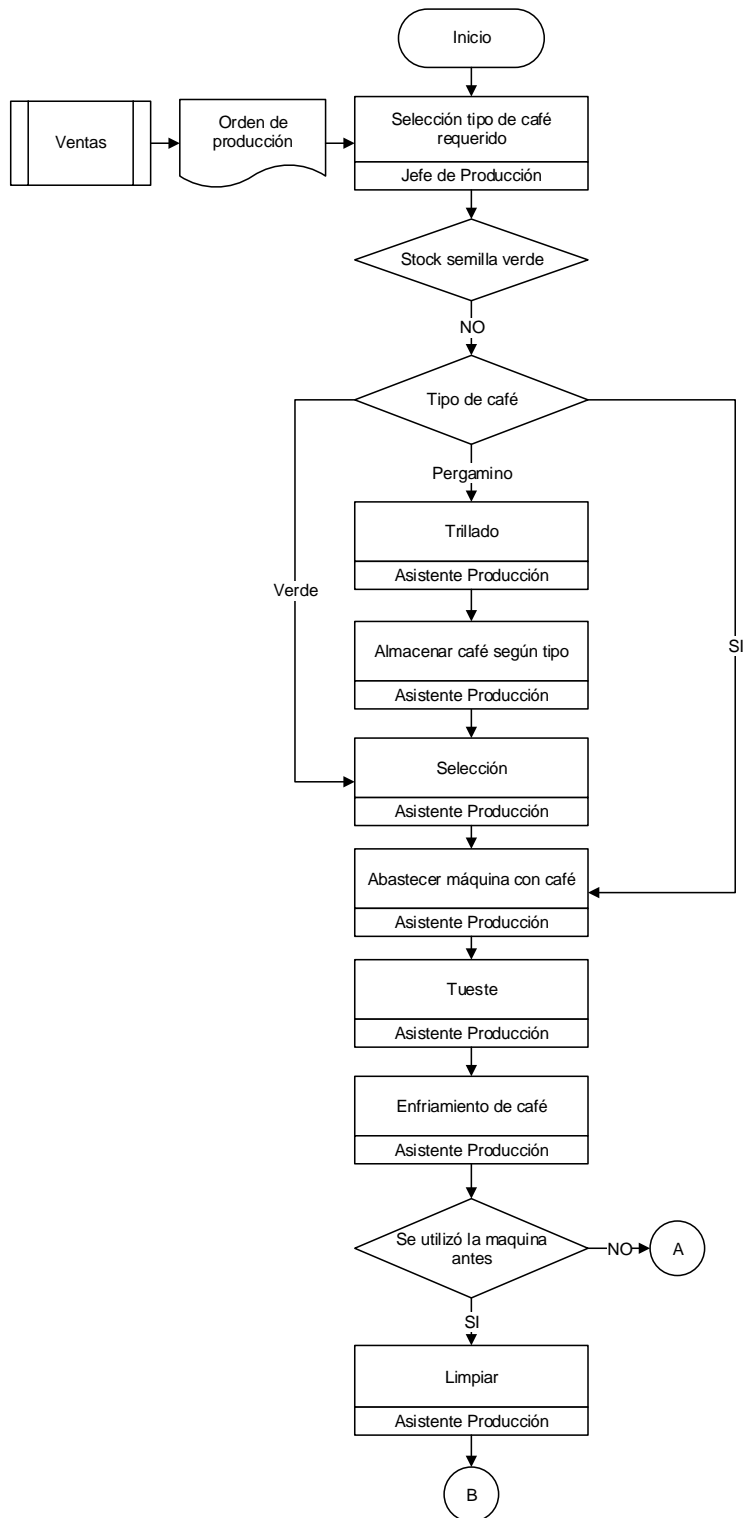 Inicio
Ventas
Orden de
producción
Selección tipo de café
requerido
Jefe de Producción
Stock semilla verde
NO
Tipo de café
Pergamino
Verde
SI
Trillado
Asistente Producción
Almacenar café según tipo
Asistente Producción
Selección
Asistente Producción
Abastecer máquina con café
Asistente Producción
Tueste
Asistente Producción
Enfriamiento de café
Asistente Producción
Se utilizó la maquina
antes
NO
A
SI
Limpiar
Asistente Producción
B